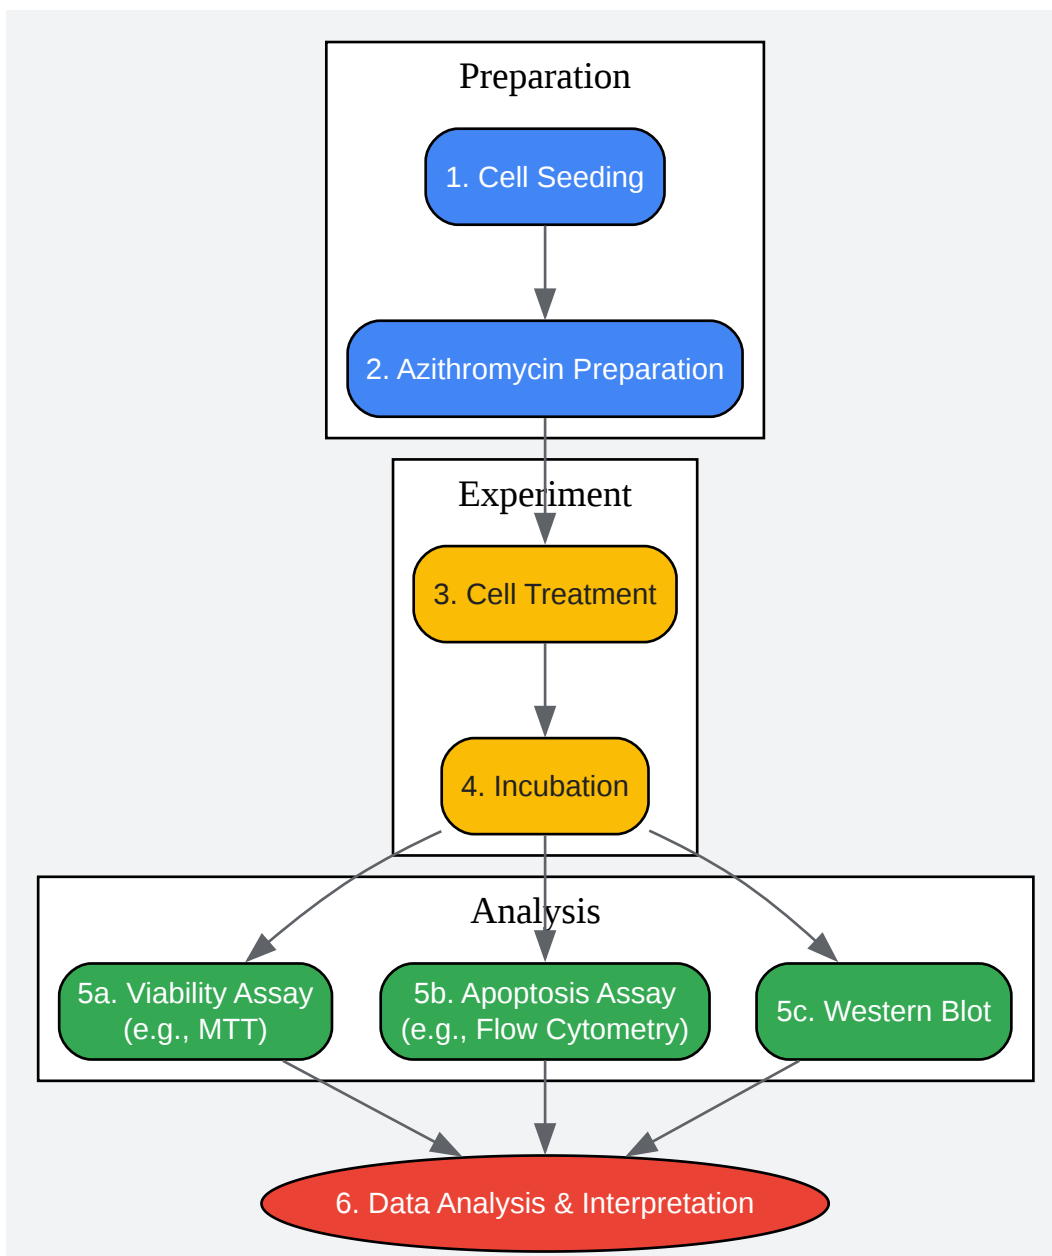 Preparation
1. Cell Seeding
2. Azithromycin Preparation
Experiment
3. Cell Treatment
4. Incubation
Analysis
5a. Viability Assay
(e.g., MTT)
5b. Apoptosis Assay
(e.g., Flow Cytometry)
5c. Western Blot
6. Data Analysis & Interpretation